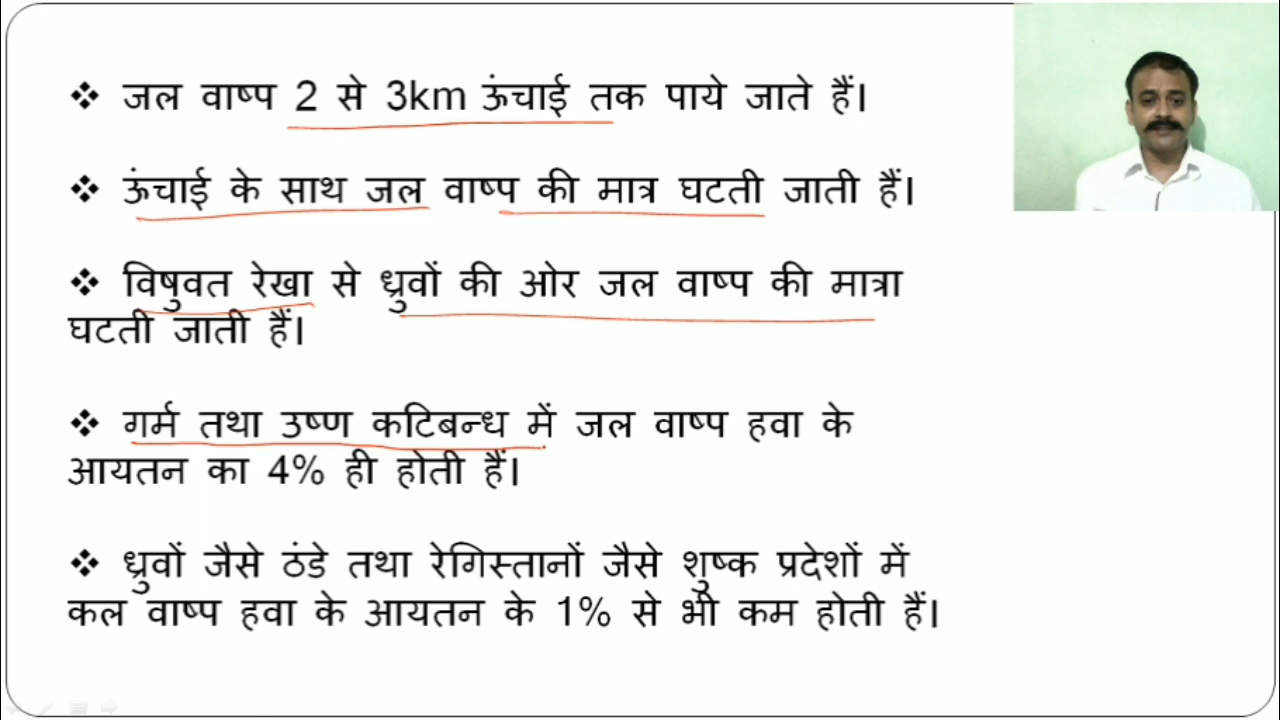 ❖ जल वाष्प 2 से 3km ऊंचाई तक पाये जाते हैं।
❖ ऊंचाई के साथ जल वाष्प की मात्र घटती जाती हैं।
❖ विषुवत रेखा से ध्रुवों की ओर जल वाष्प की मात्रा
घटती जाती हैं।
❖ गर्म तथा उष्ण कटिबन्ध में जल वाष्प हवा के
आयतन का 4% ही होती हैं।
❖ ध्रुवों जैसे ठंडे तथा रेगिस्तानों जैसे शुष्क प्रदेशों में
कल वाष्प हवा के आयतन के 1% से भी कम होती हैं।